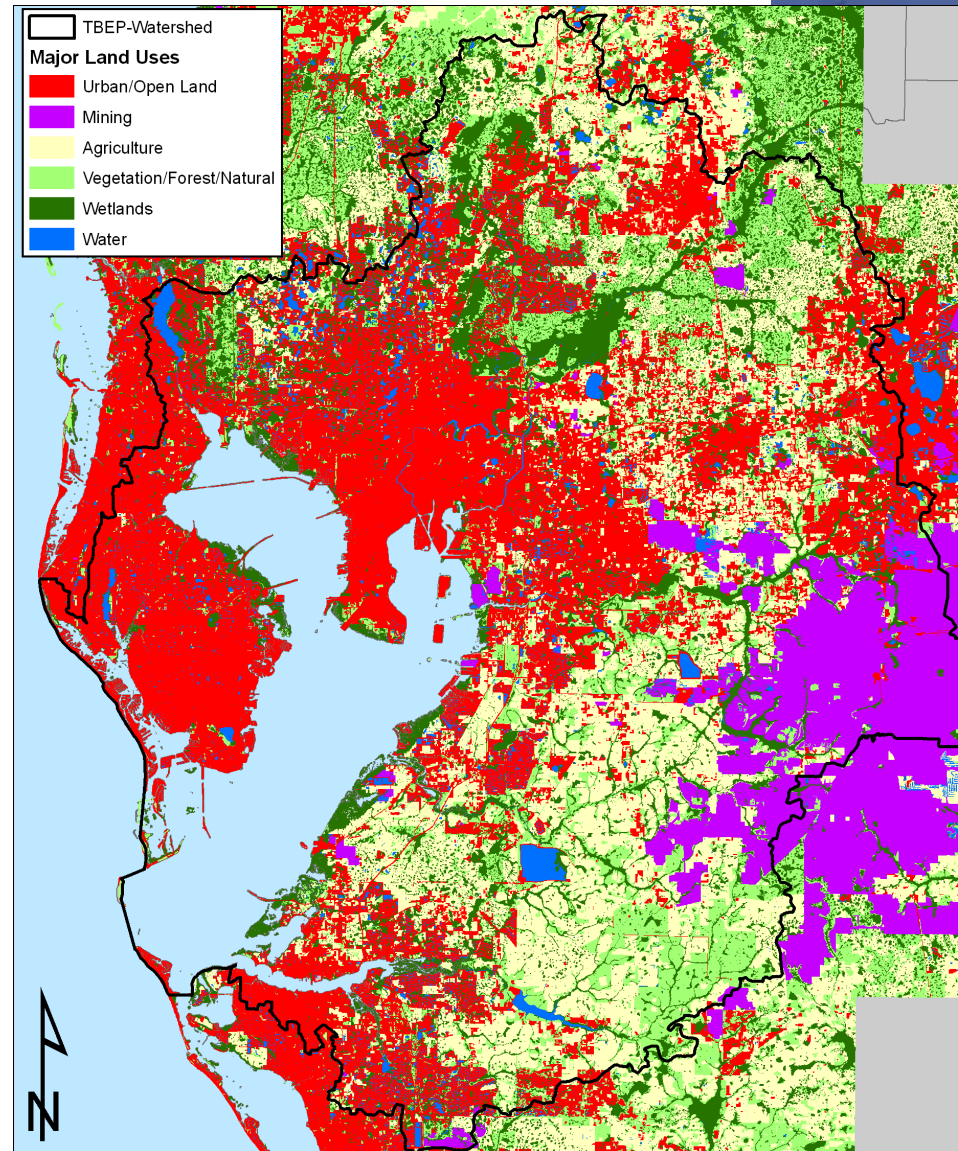 TBEP-Watershed
Major Land Uses
Urban/Open Land
Mining
Agriculture
Vegetation/Forest/Natural
Wetlands
Water
N